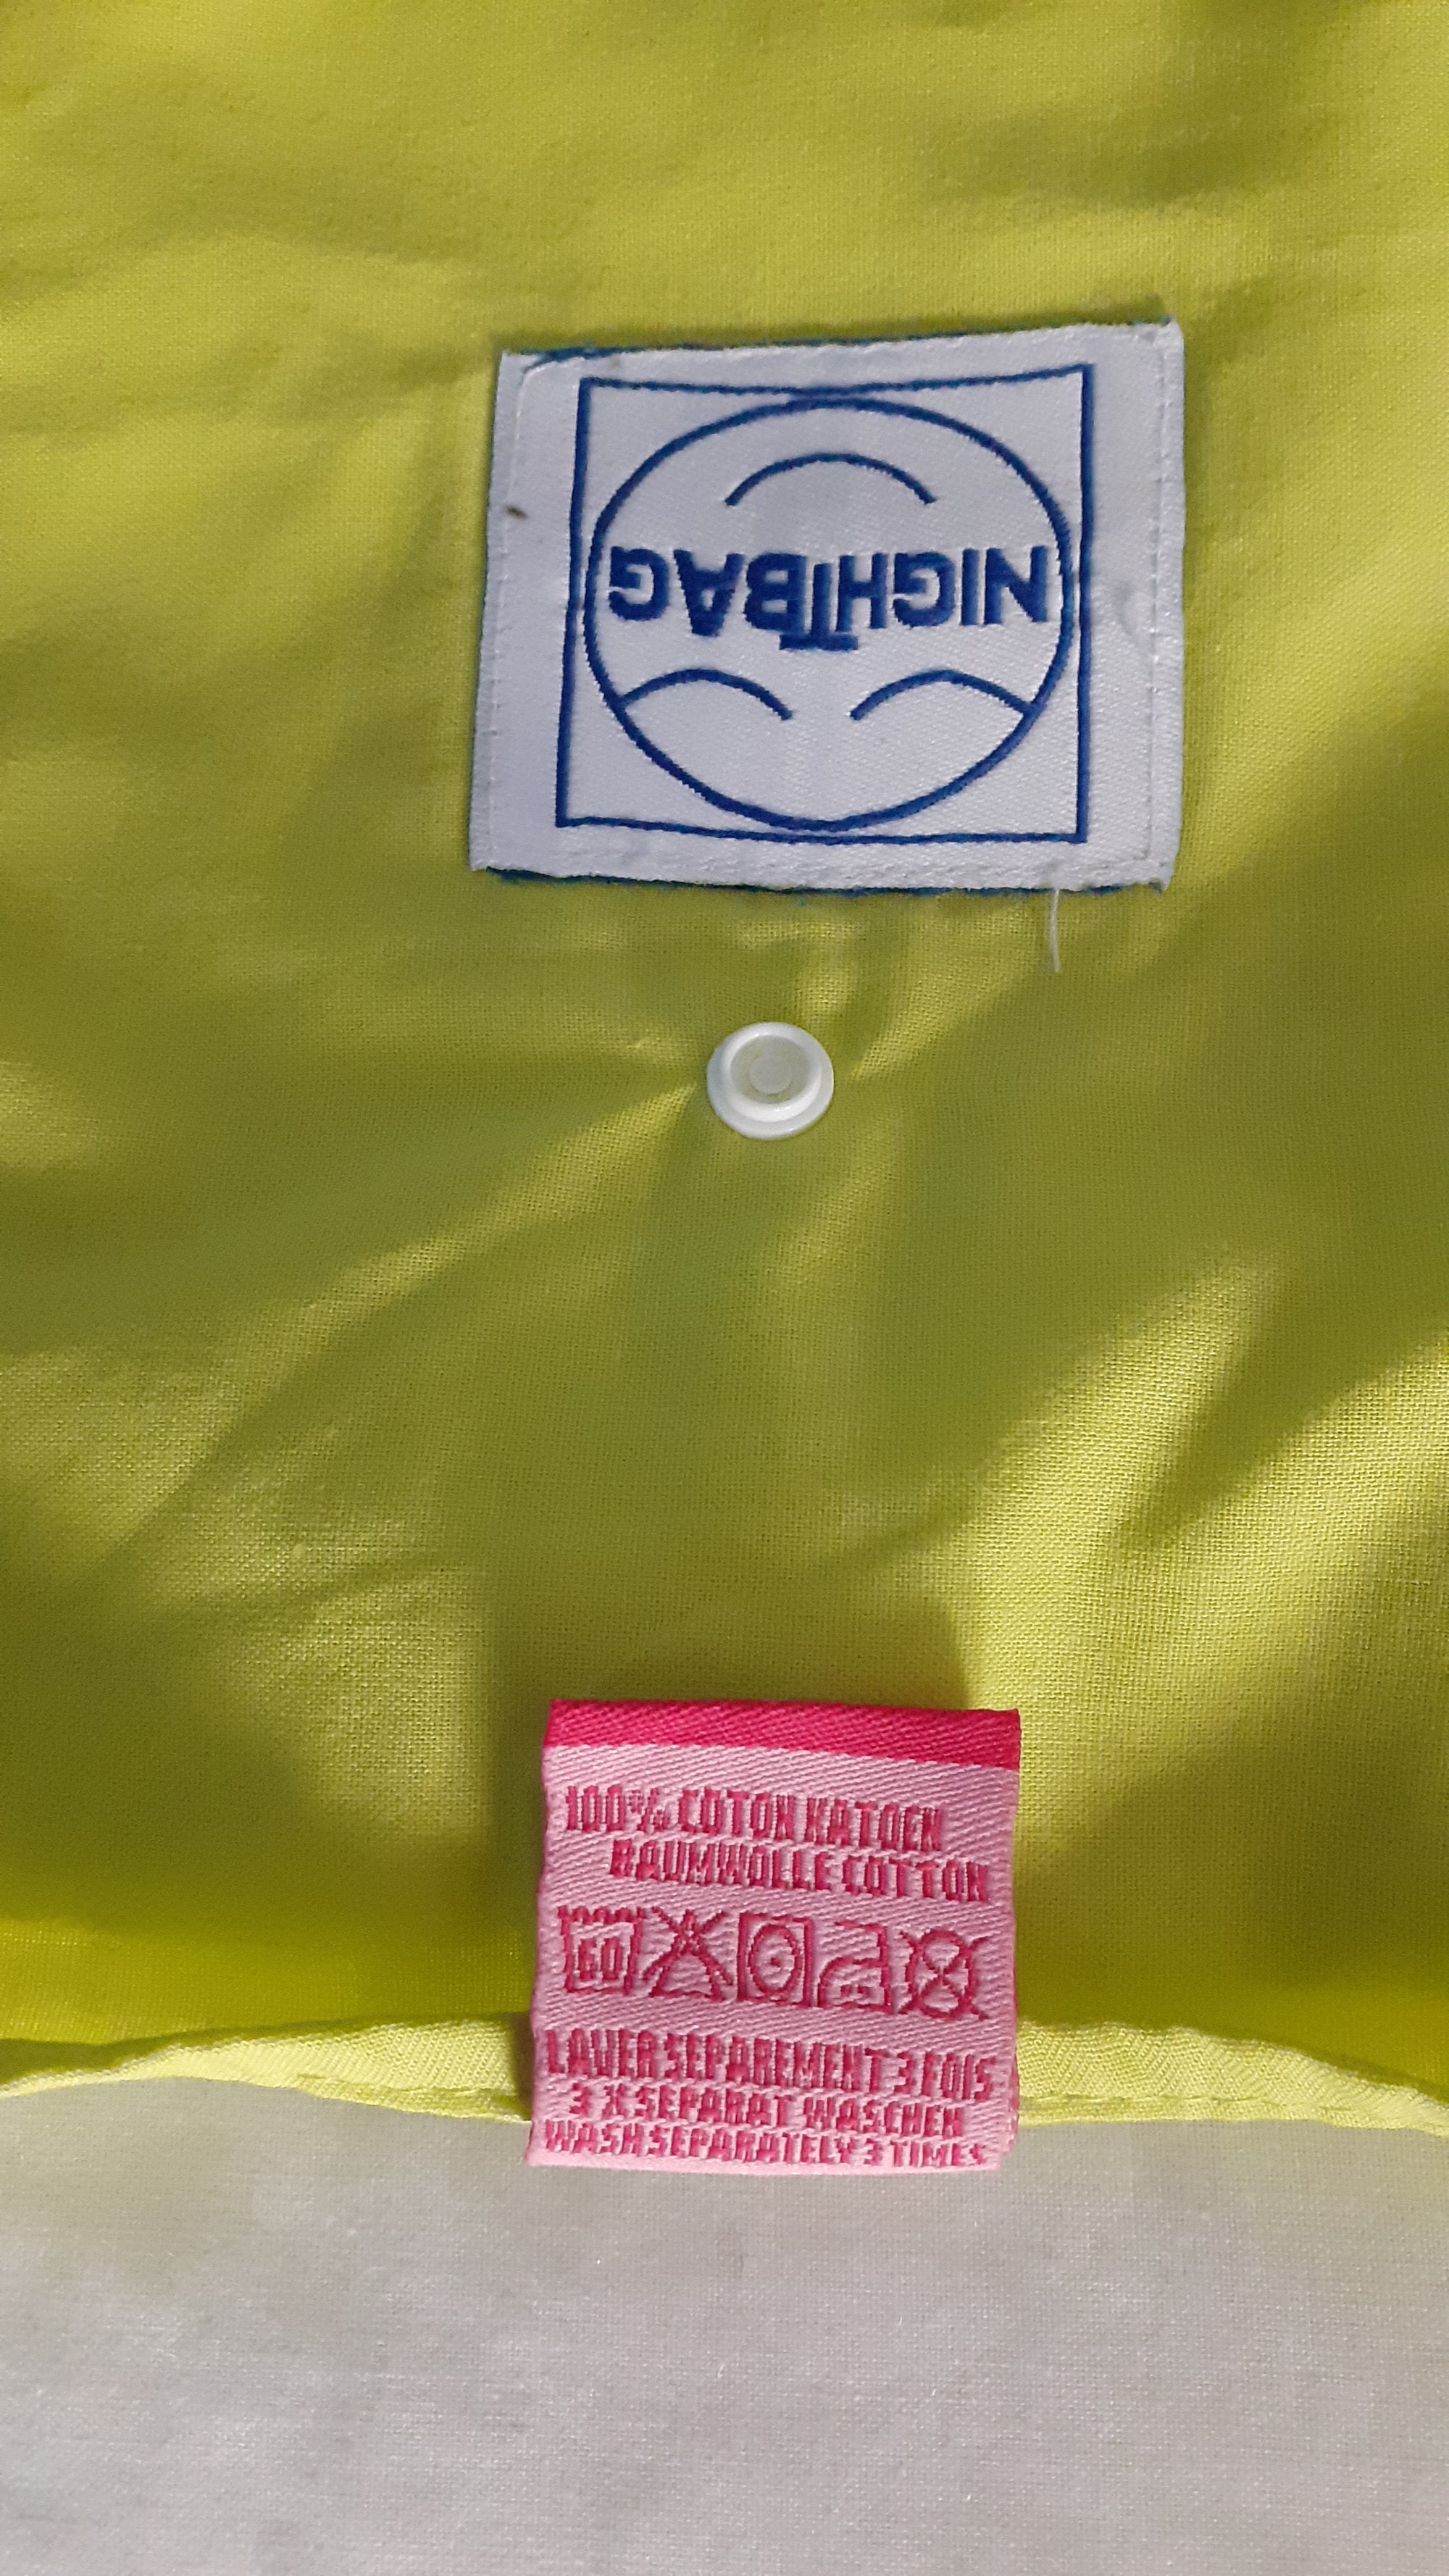 NIGHTBAG
100% COTON KATOEN
BAUMWOLLE COTTON
60
LAVER SEPAREMENT 3 FOIS
3 X SEPARAT WASCHEN
WASH SEPARATELY 3 TIMES